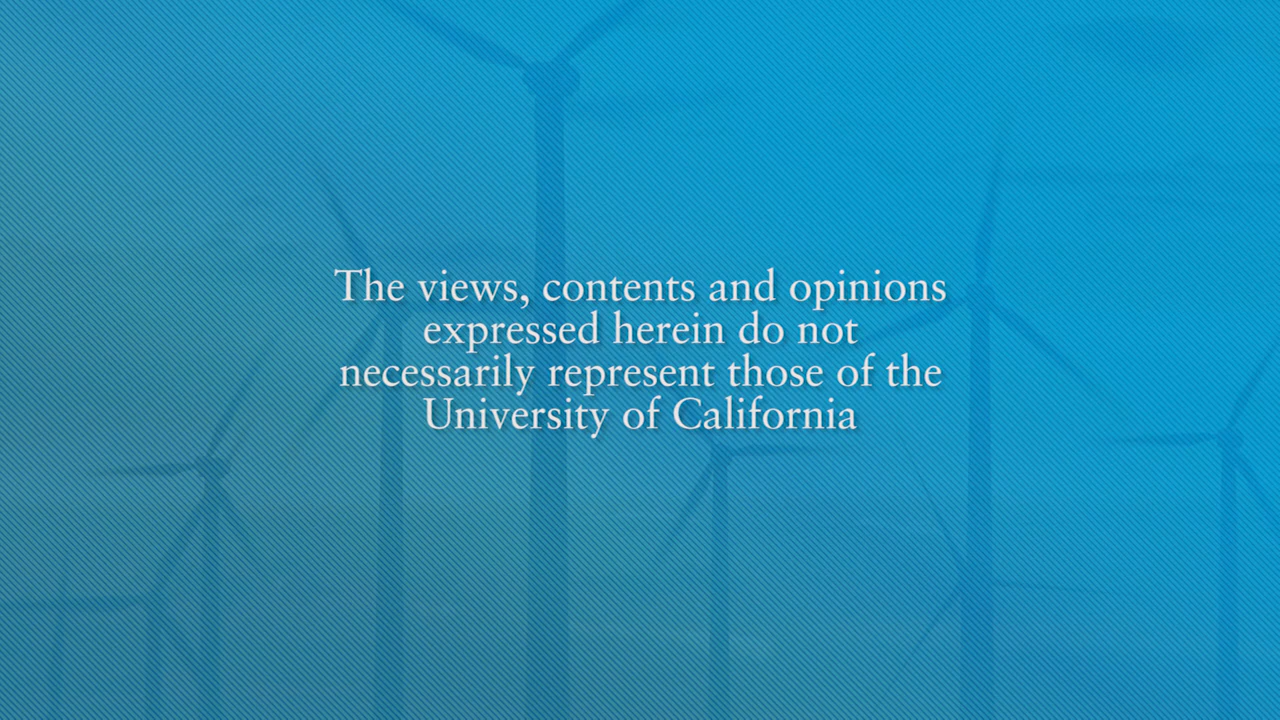 The views, contents and opinions
expressed herein do not
necessarily represent those of the
University of California